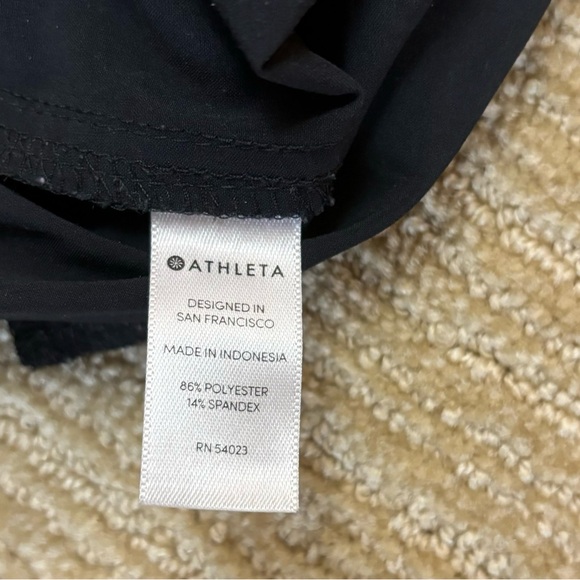 ATHLETA
DESIGNED IN
SAN FRANCISCO
MADE IN INDONESIA
86% POLYESTER
14% SPANDEX
RN 54023